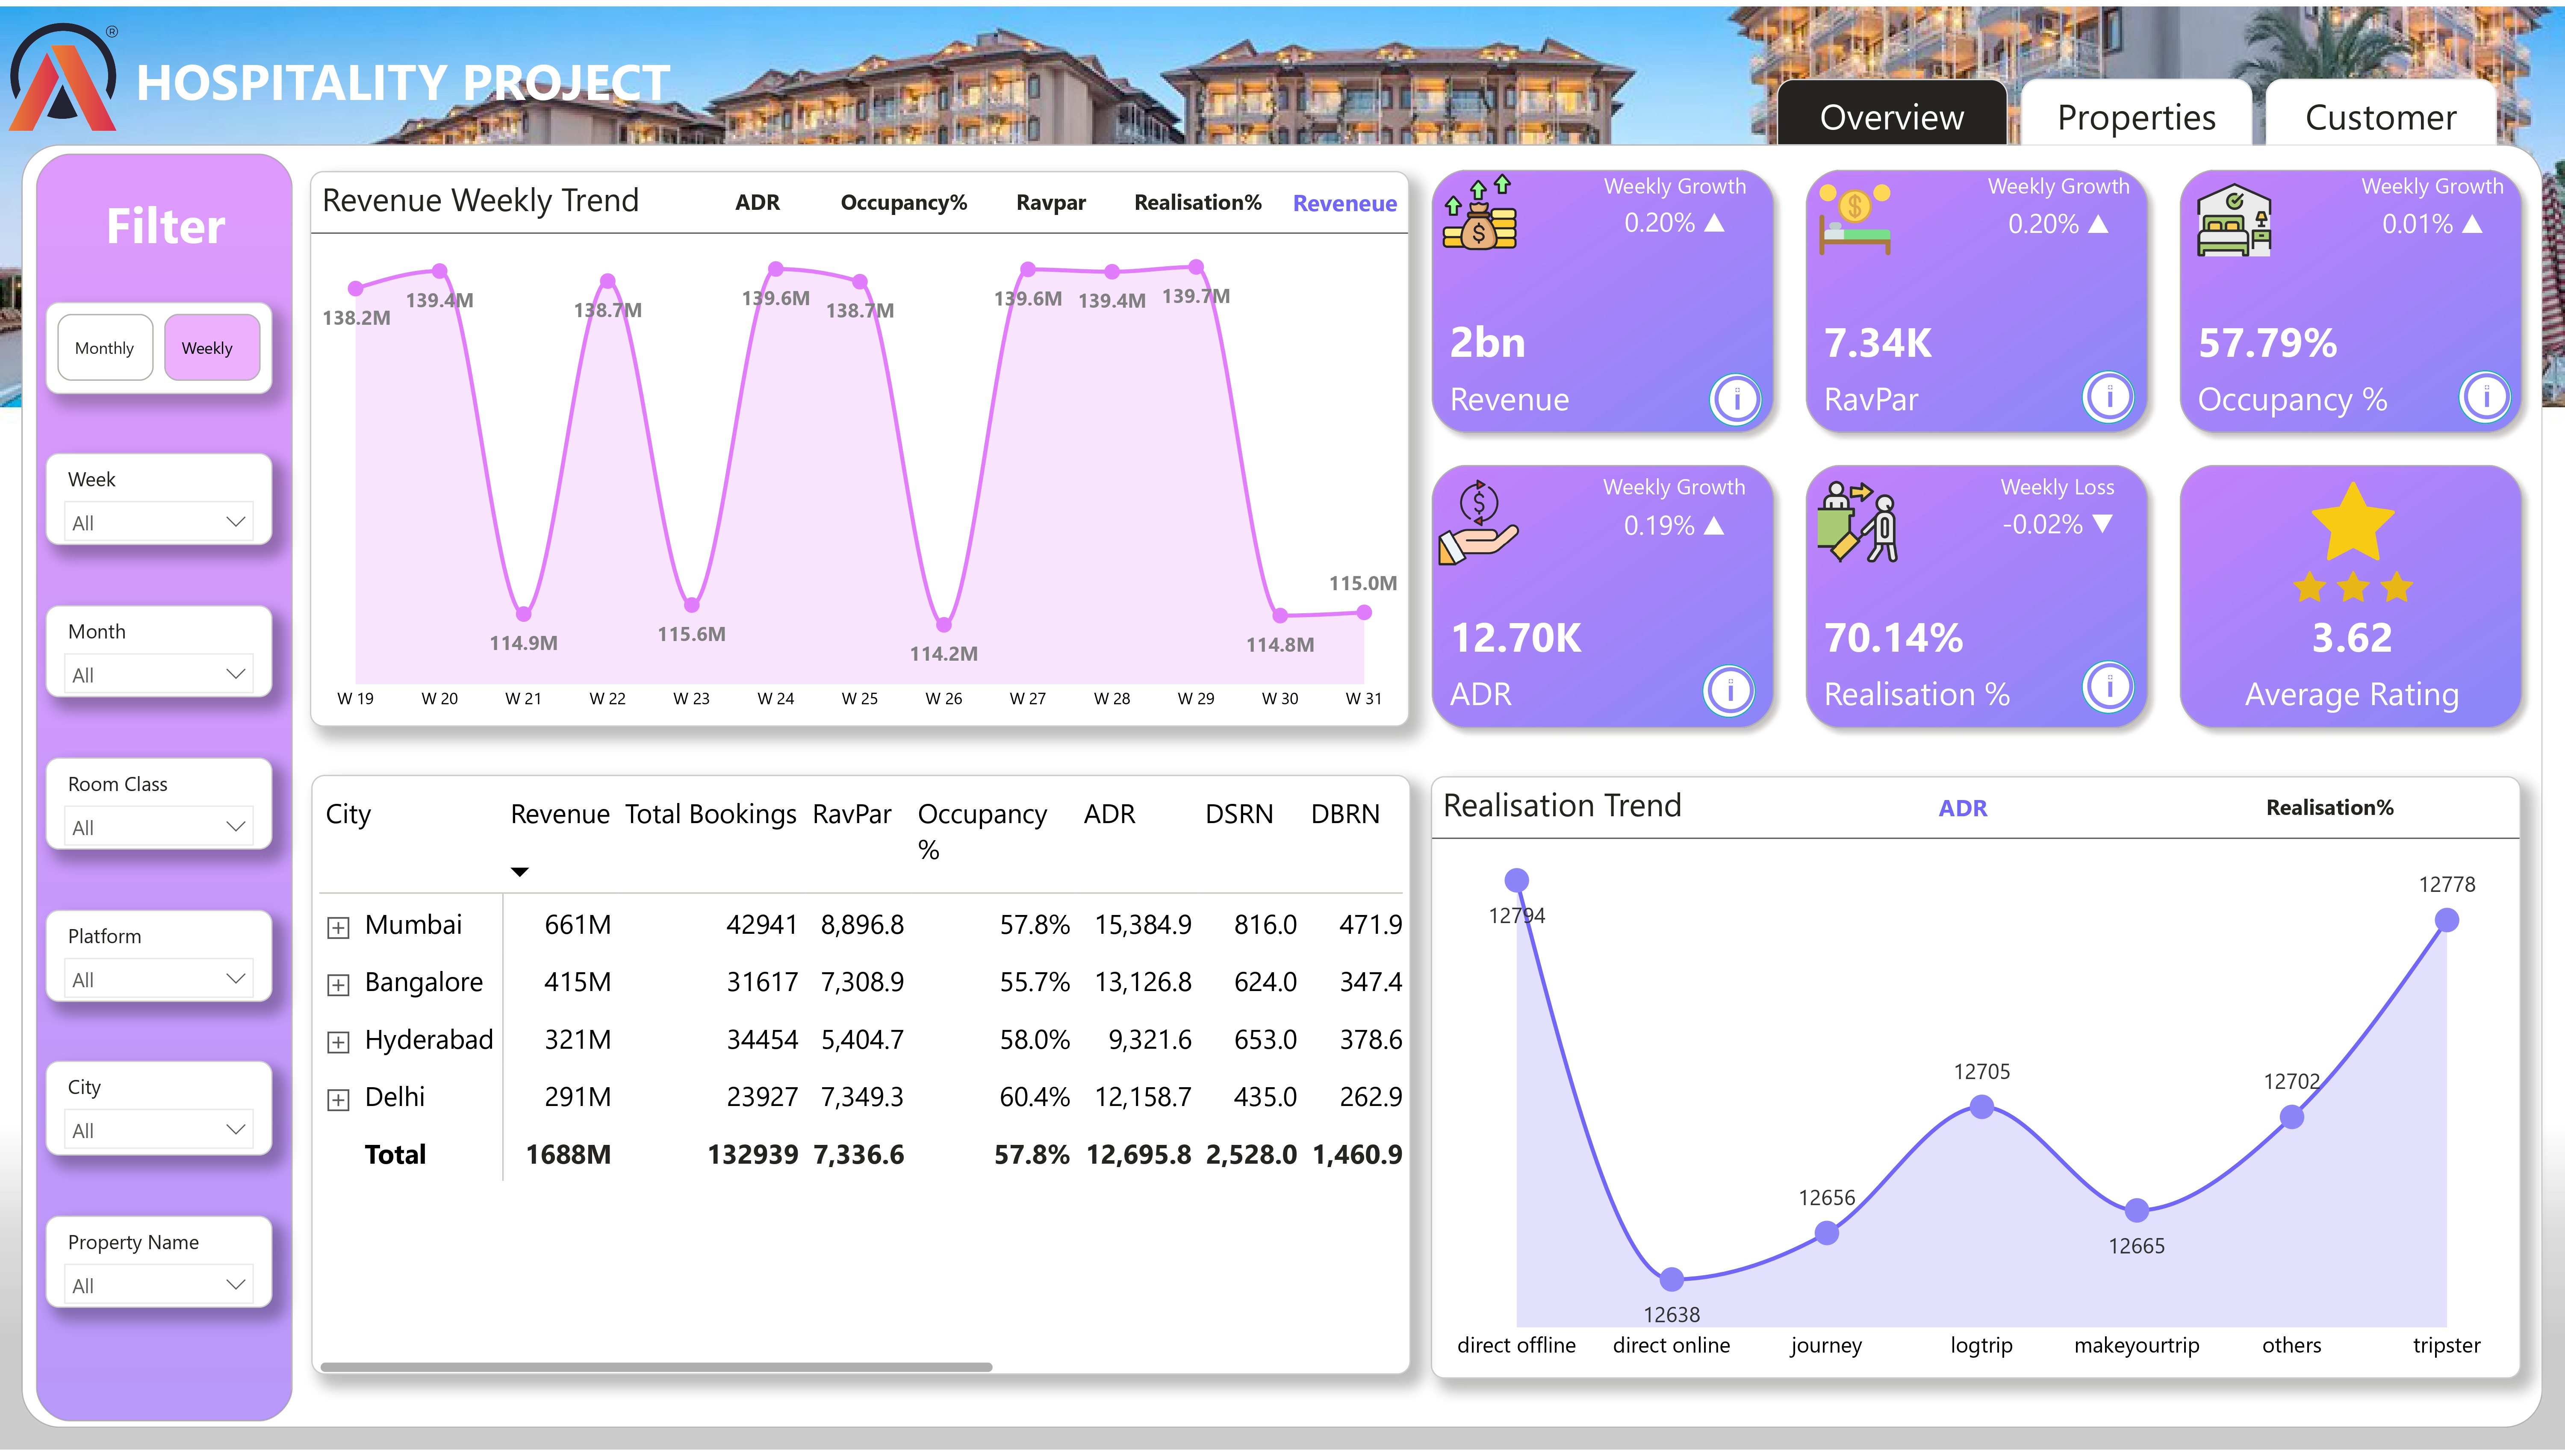 ®
HOSPITALITY PROJECT
Overview
Properties
Customer
Filter
Monthly
Weekly
Week
All
Month
All
Room Class
All
Platform
All
City
All
Property Name
All
Revenue Weekly Trend
ADR
Occupancy%
Ravpar
Realisation%
Reveneue
138.2M
139.4M
114.9M
138.7M
115.6M
139.6M
138.7M
114.2M
139.6M
139.4M
139.7M
114.8M
115.0M
W 19 W 20 W 21 W 22 W 23 W 24 W 25 W 26 W 27 W 28 W 29 W 30 W 31
Weekly Growth
0.20% ▲
2bn
Revenue
i
Weekly Growth
0.20% ▲
7.34K
RavPar
i
Weekly Growth
0.01% ▲
57.79%
Occupancy %
i
Weekly Growth
0.19% ▲
12.70K
ADR
i
Weekly Loss
-0.02% ▼
70.14%
Realisation %
i
3.62
Average Rating
City Revenue Total Bookings RavPar Occupancy % ADR DSRN DBRN
Mumbai 661M 42941 8,896.8 57.8% 15,384.9 816.0 471.9
Bangalore 415M 31617 7,308.9 55.7% 13,126.8 624.0 347.4
Hyderabad 321M 34454 5,404.7 58.0% 9,321.6 653.0 378.6
Delhi 291M 23927 7,349.3 60.4% 12,158.7 435.0 262.9
Total 1688M 132939 7,336.6 57.8% 12,695.8 2,528.0 1,460.9
Realisation Trend
ADR
Realisation%
12794
12638
12656
12705
12665
12702
12778
direct offline direct online journey logtrip makeyourtrip others tripster